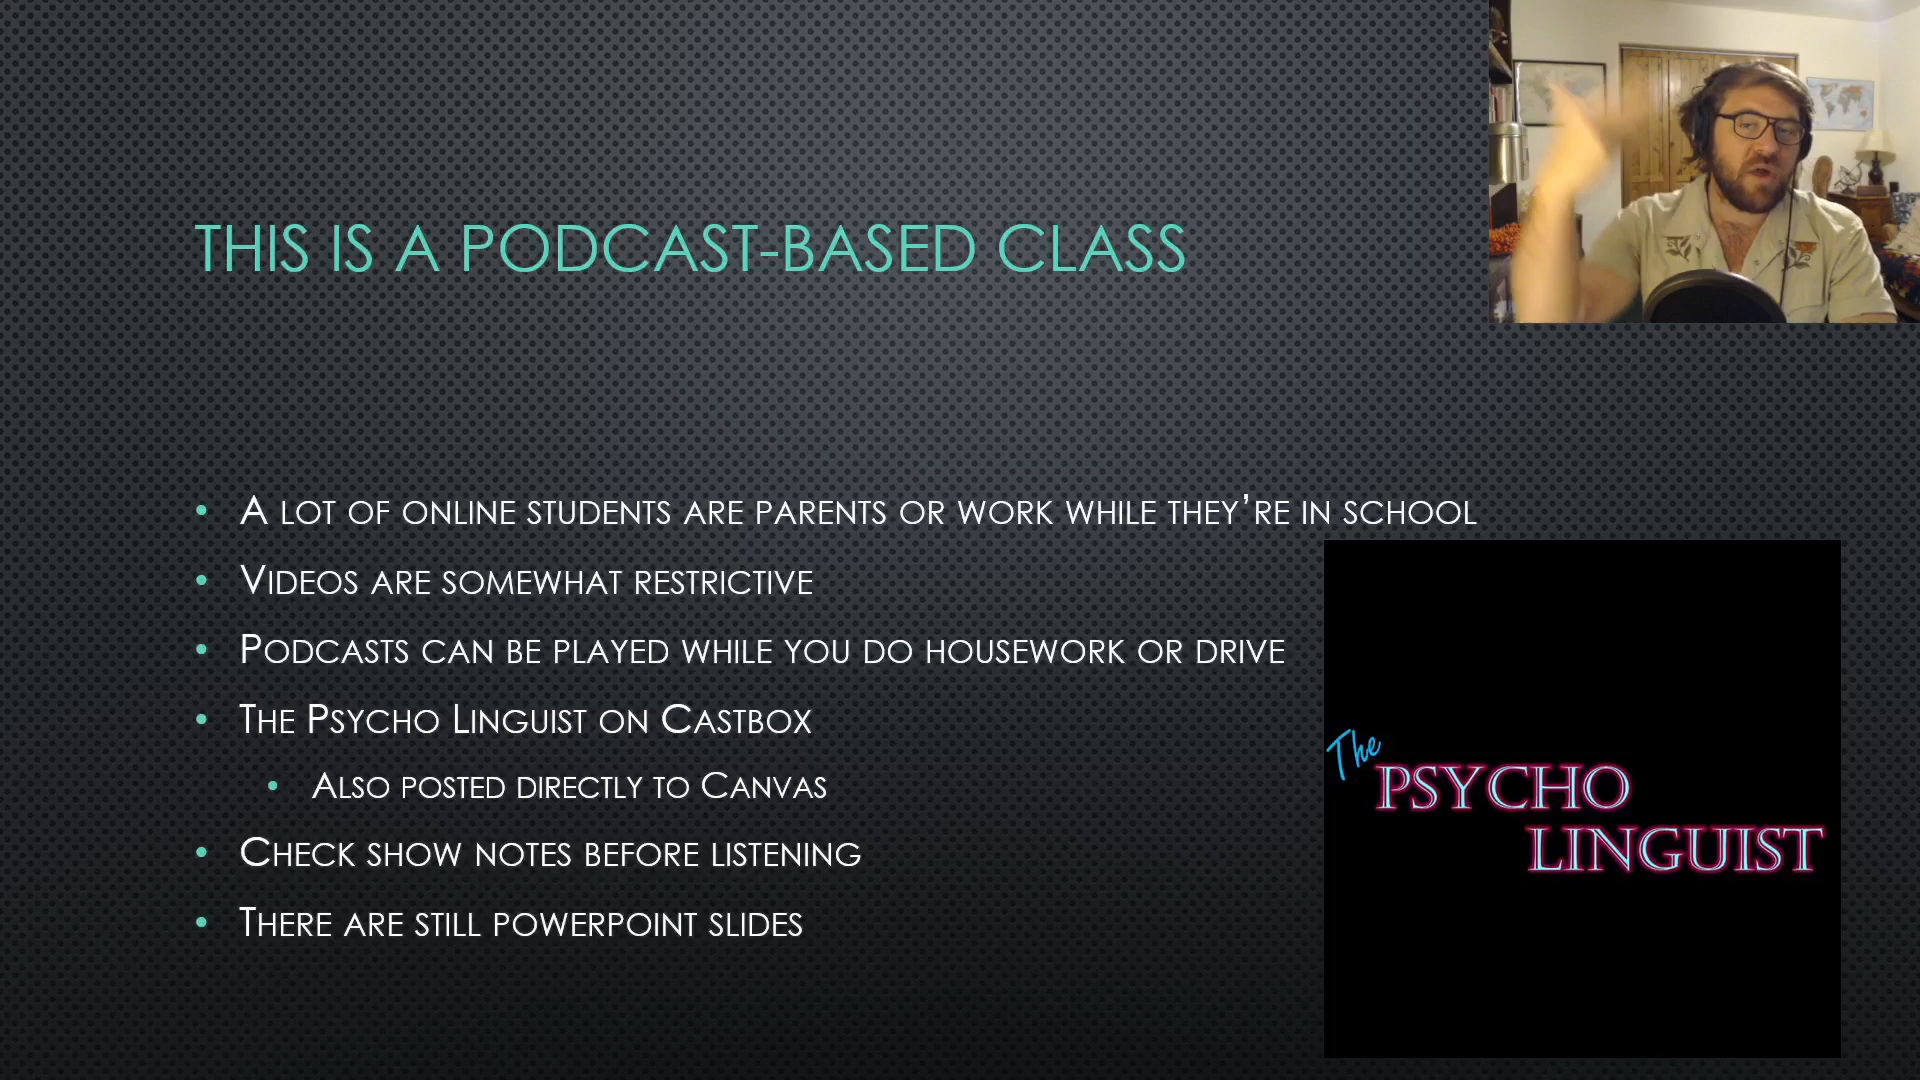 THIS IS A PODCAST-BASED CLASS
• A LOT OF ONLINE STUDENTS ARE PARENTS OR WORK WHILE THEY’RE IN SCHOOL
• VIDEOS ARE SOMEWHAT RESTRICTIVE
• PODCASTS CAN BE PLAYED WHILE YOU DO HOUSEWORK OR DRIVE
• THE PSYCHO LINGUIST ON CASTBOX
• ALSO POSTED DIRECTLY TO CANVAS
• CHECK SHOW NOTES BEFORE LISTENING
• THERE ARE STILL POWERPOINT SLIDES
The
PSYCHO
LINGUIST